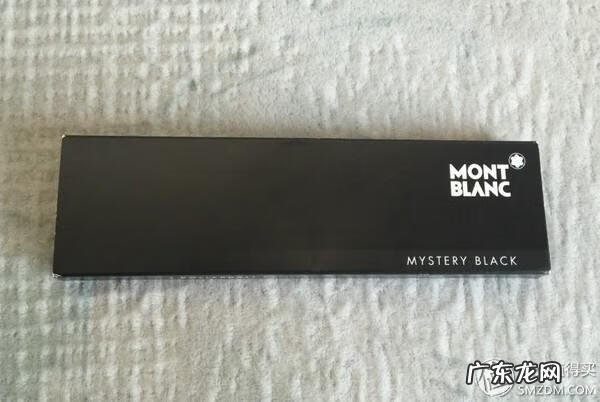 MONT
BLANC
MYSTERY BLACK
广东龙网
得买
SMZDM.COM